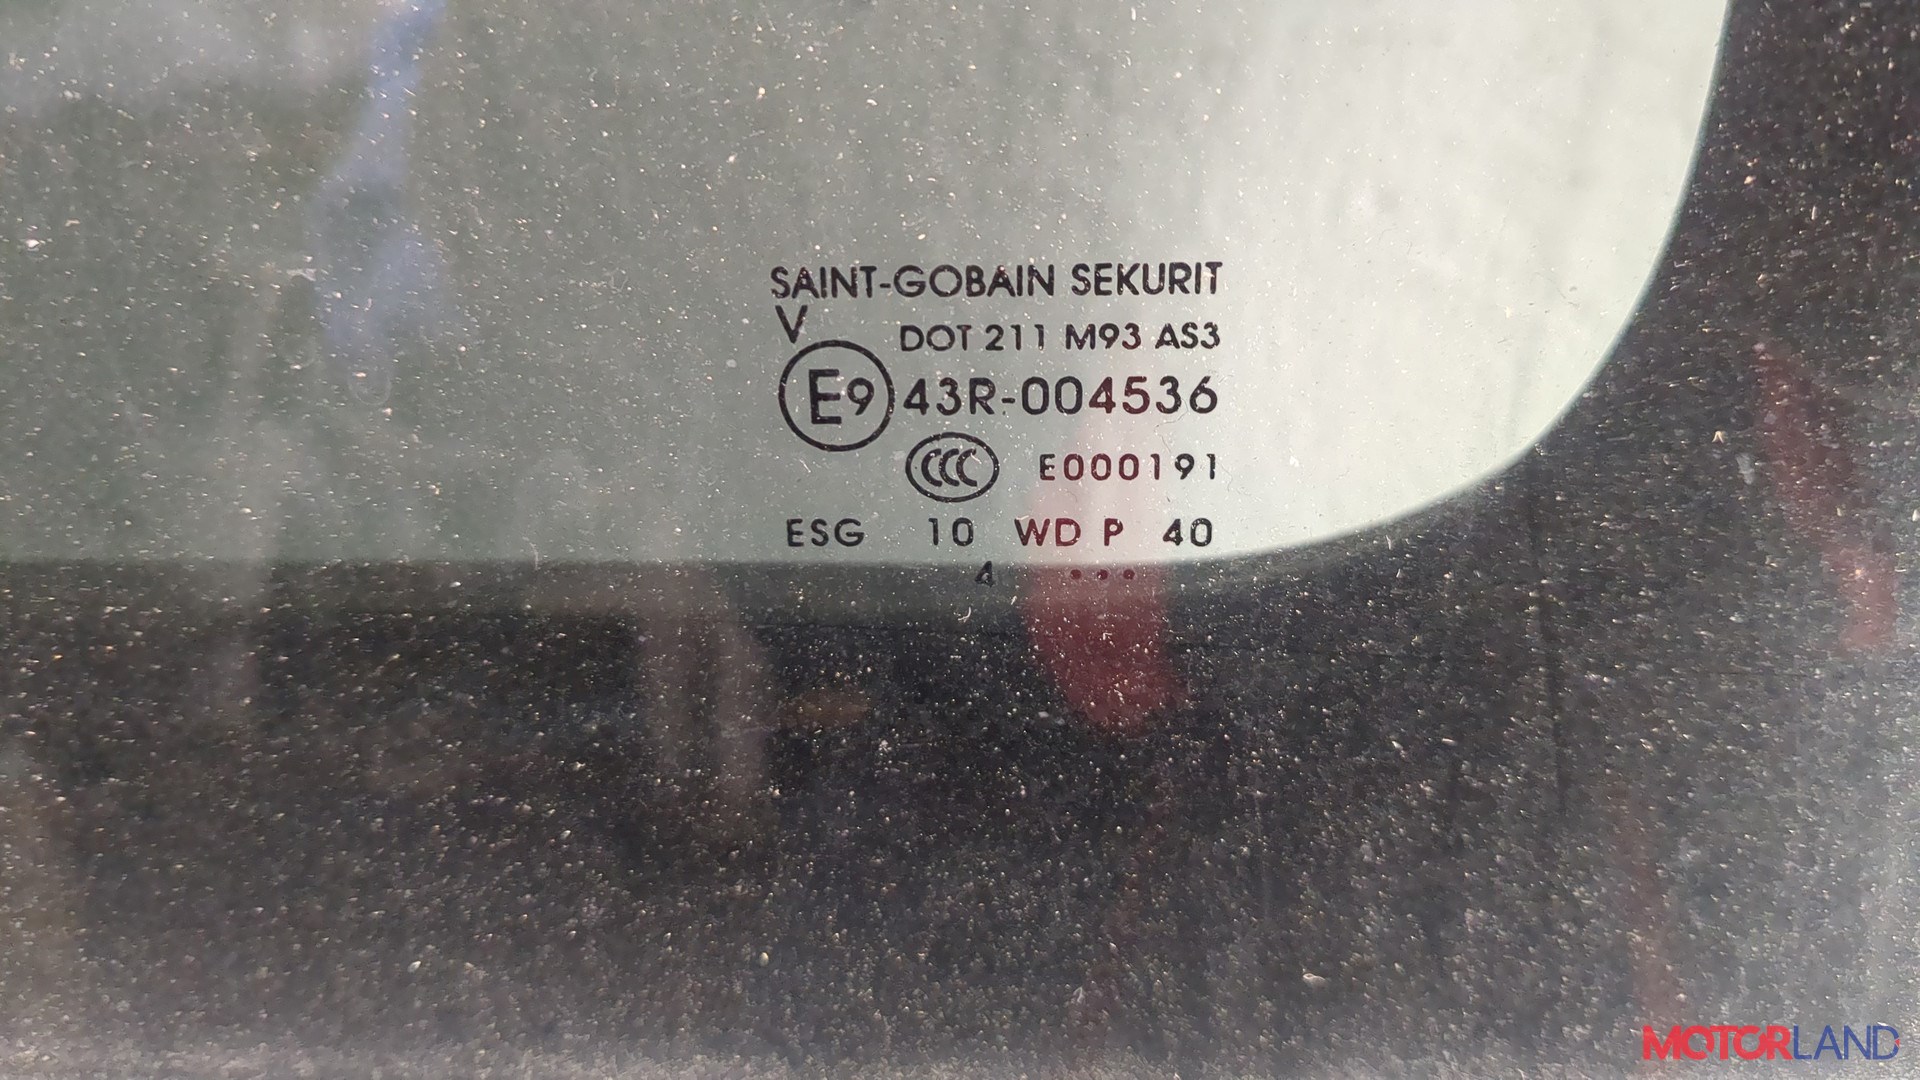 SAINT-GOBAIN SEKURIT
V
DOT 211 M93 AS3
E9 43R-004536
CCC E000191
ESG 10 WD P 40
4 •••
MOTORLAND